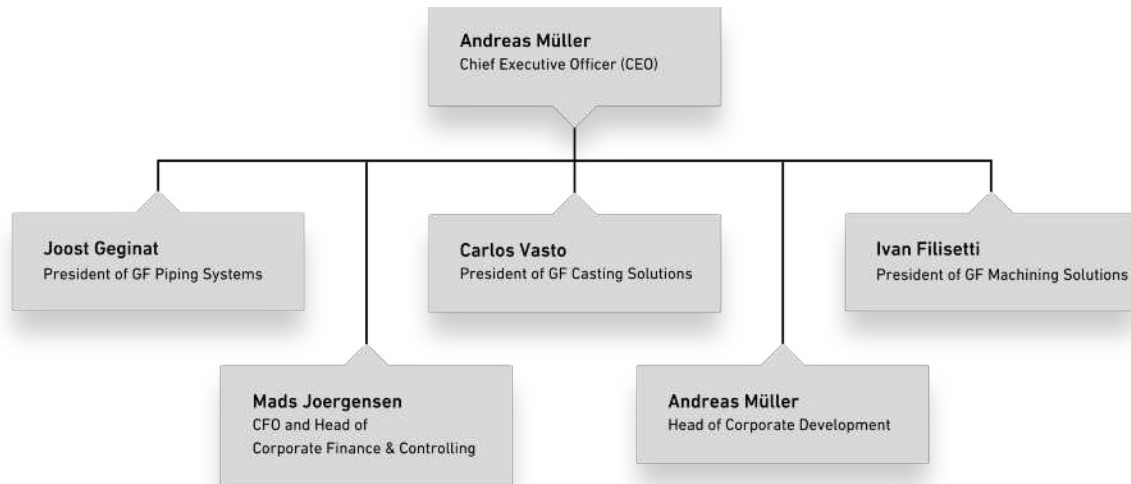 Andreas Müller
Chief Executive Officer (CEO)
Joost Geginat
President of GF Piping Systems
Carlos Vasto
President of GF Casting Solutions
Ivan Filisetti
President of GF Machining Solutions
Mads Joergensen
CFO and Head of
Corporate Finance & Controlling
Andreas Müller
Head of Corporate Development